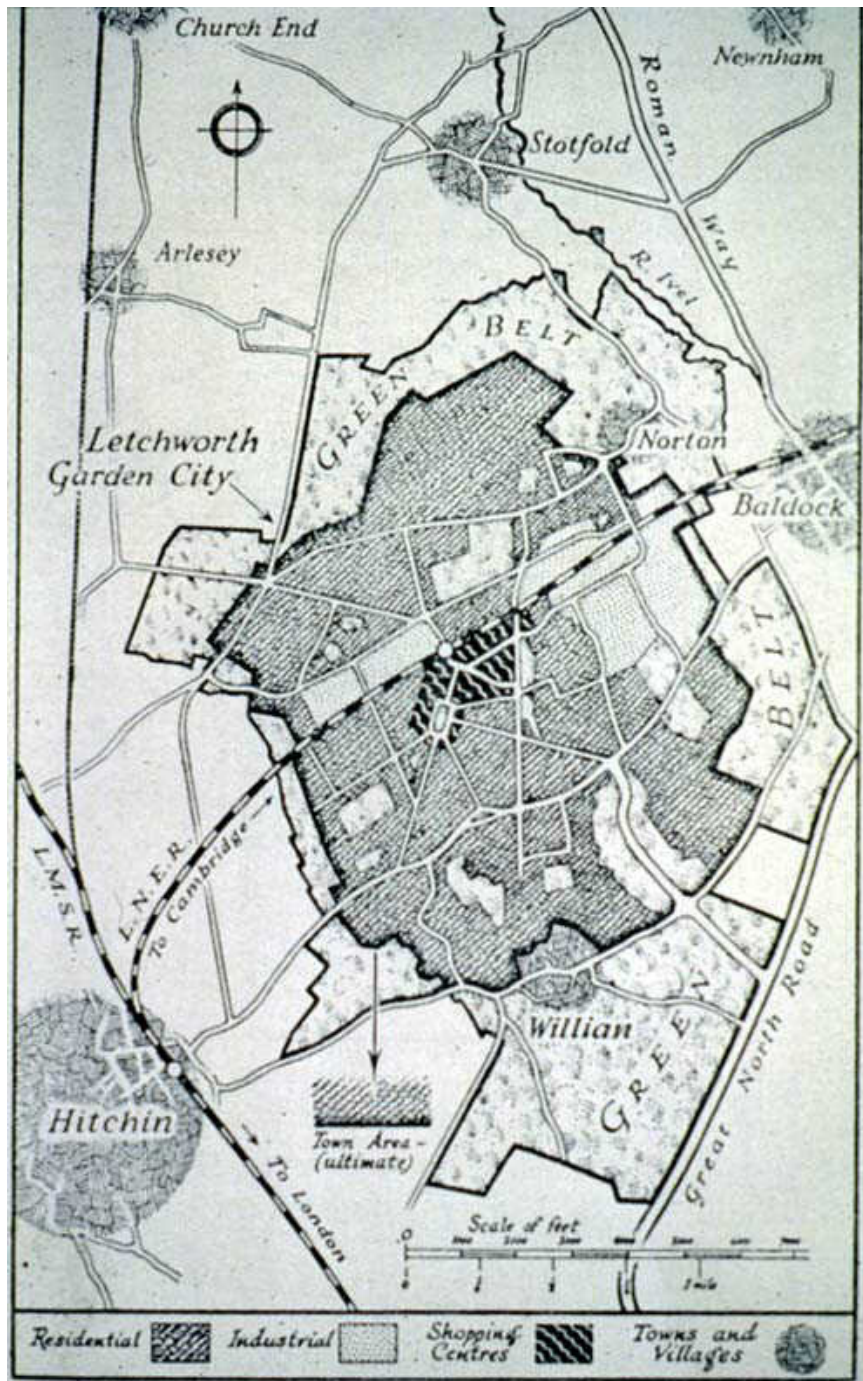 Church End
Newnham
Roman
Way
Stotfold
Arlesey
R. Ivel
GREEN
BELT
Letchworth
Garden City
Norton
Baldock
BELT
L.M.S.R.
L.N.E.R.
To Cambridge
Willian
GREEN
Great North Road
Hitchin
Town Area -
(ultimate)
To London
Scale of feet
0
1 mile
Residential
Industrial
Shopping
Centres
Towns and
Villages